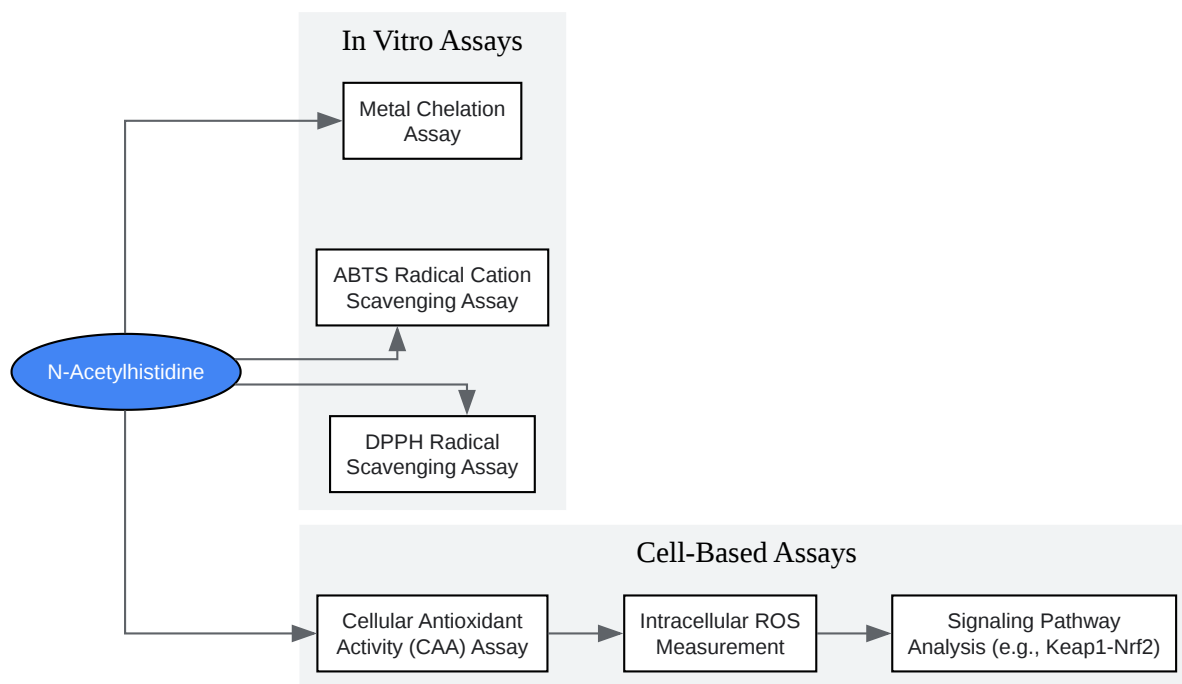 In Vitro Assays
Metal Chelation
Assay
ABTS Radical Cation
Scavenging Assay
N-Acetylhistidine
DPPH Radical
Scavenging Assay
Cell-Based Assays
Cellular Antioxidant
Activity (CAA) Assay
Intracellular ROS
Measurement
Signaling Pathway
Analysis (e.g., Keap1-Nrf2)